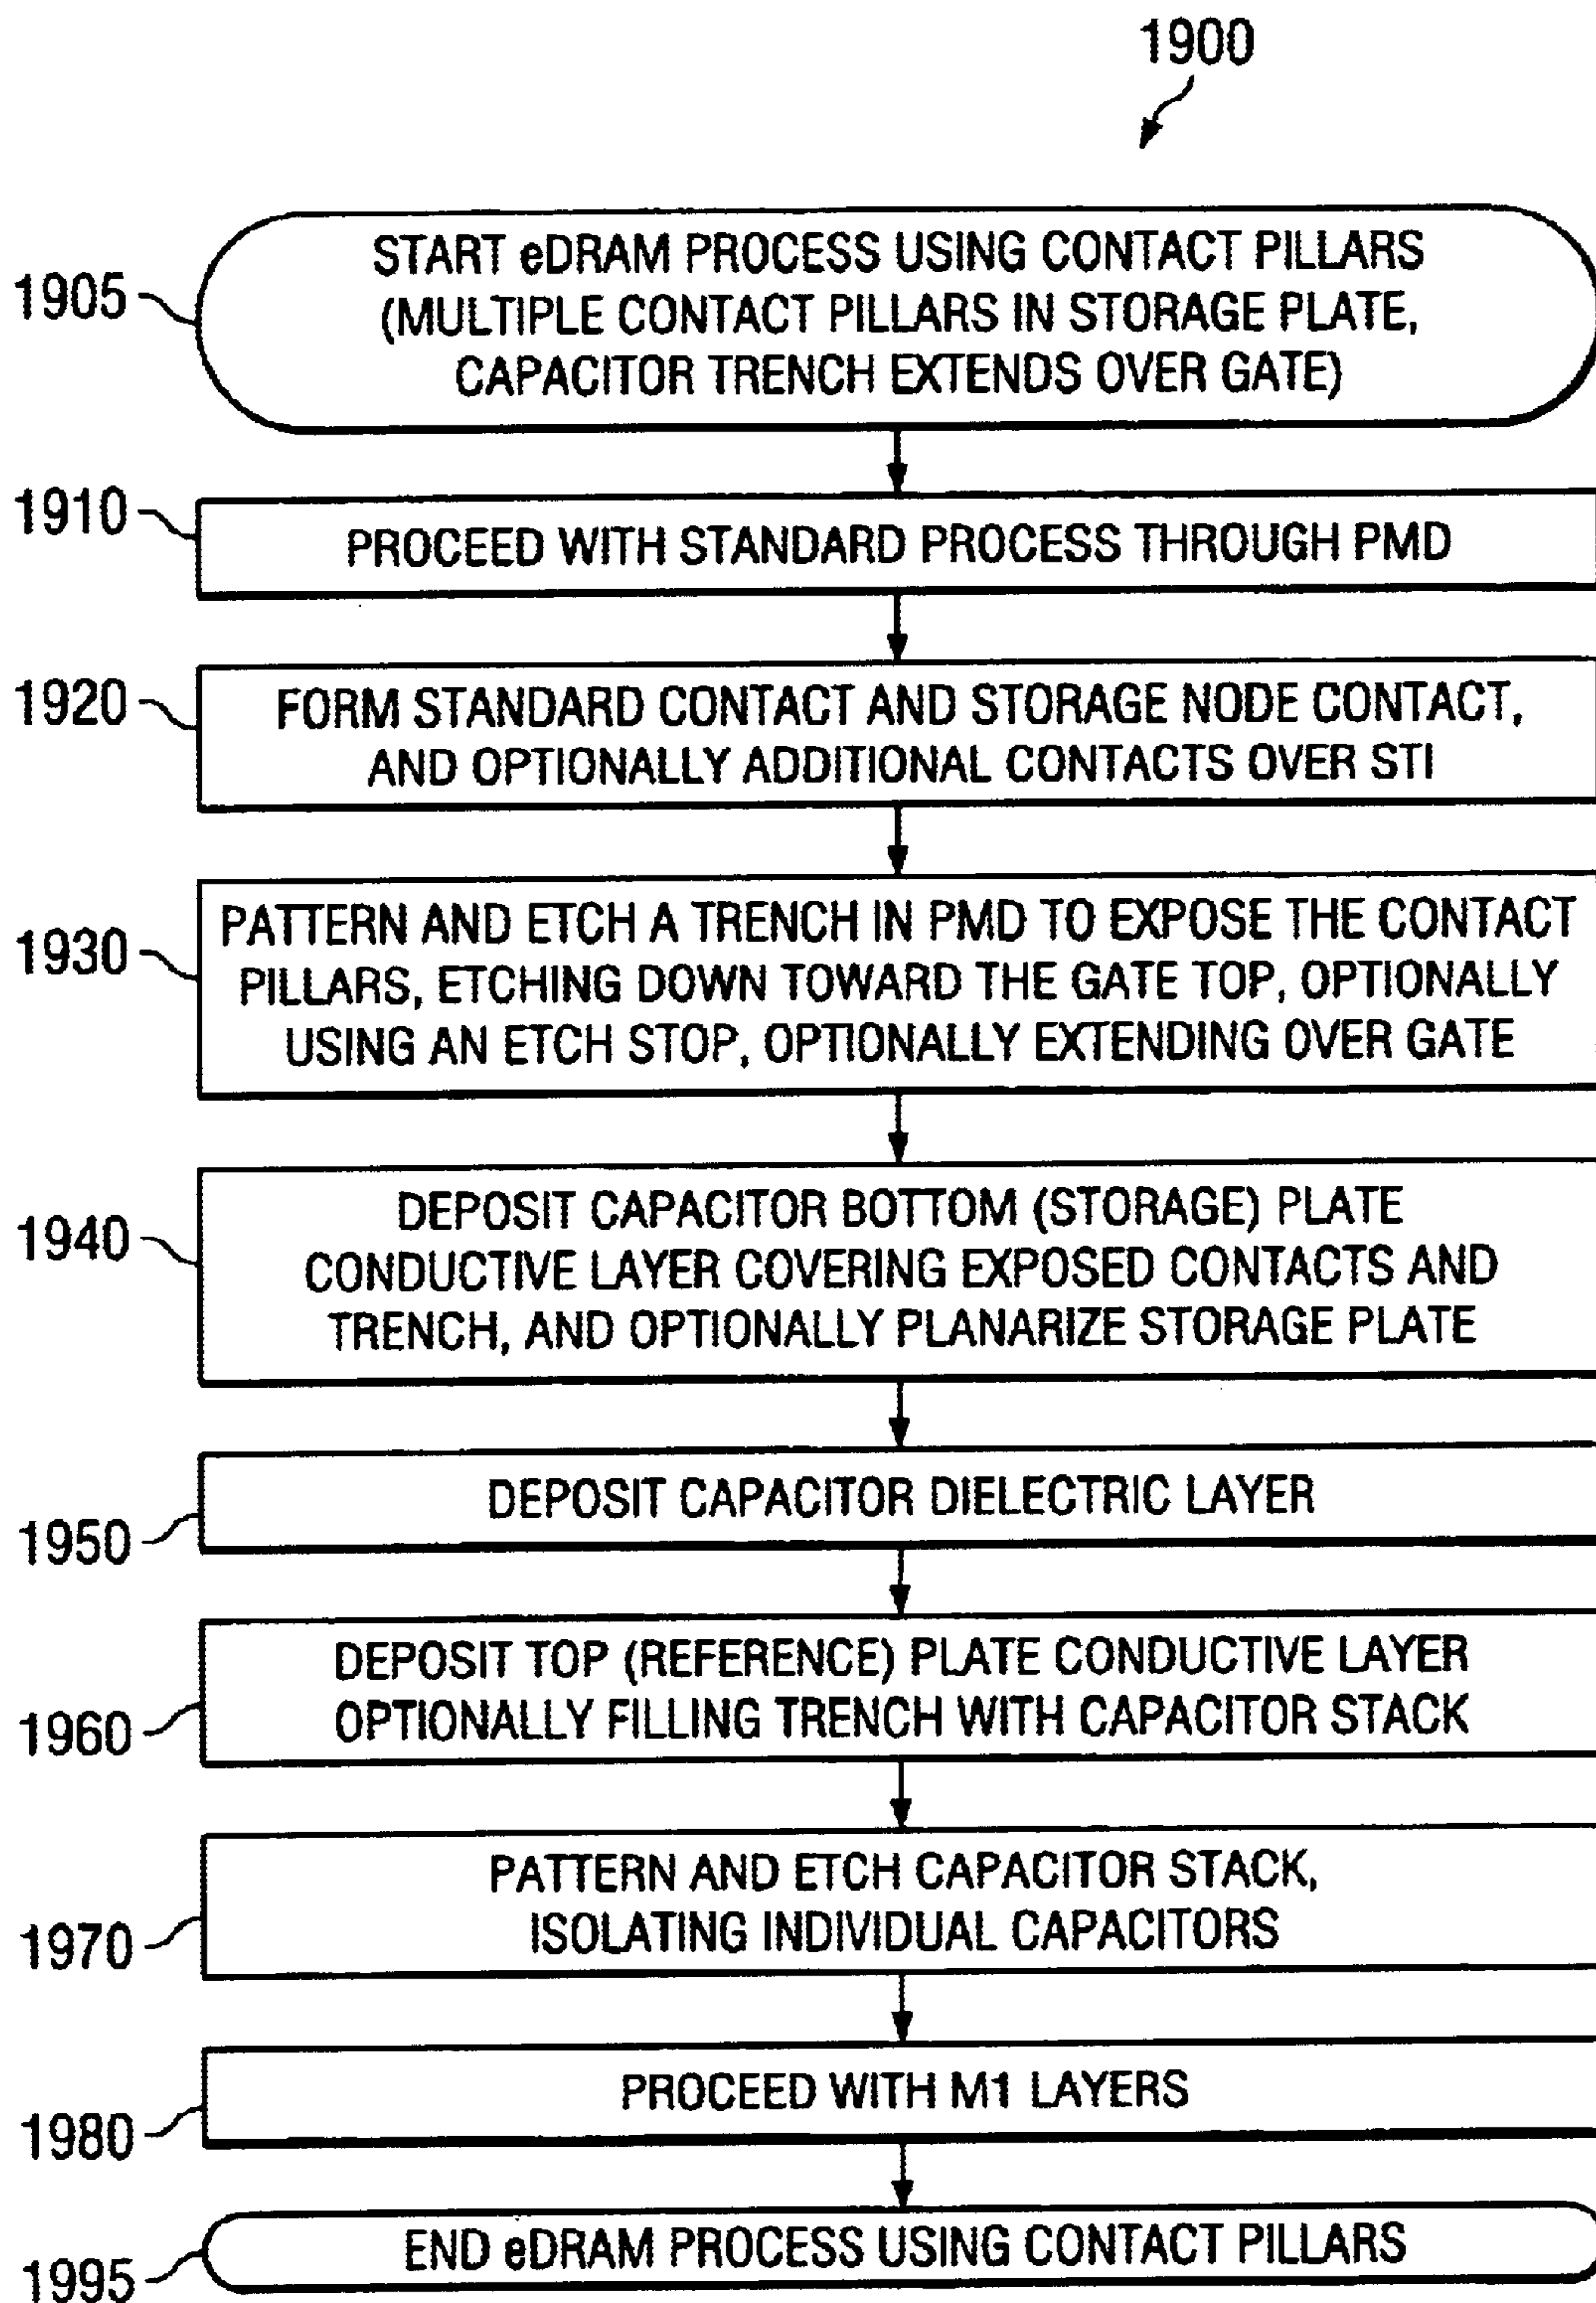 1900
1905
START eDRAM PROCESS USING CONTACT PILLARS
(MULTIPLE CONTACT PILLARS IN STORAGE PLATE,
CAPACITOR TRENCH EXTENDS OVER GATE)
1910
PROCEED WITH STANDARD PROCESS THROUGH PMD
1920
FORM STANDARD CONTACT AND STORAGE NODE CONTACT,
AND OPTIONALLY ADDITIONAL CONTACTS OVER STI
1930
PATTERN AND ETCH A TRENCH IN PMD TO EXPOSE THE CONTACT
PILLARS, ETCHING DOWN TOWARD THE GATE TOP, OPTIONALLY
USING AN ETCH STOP, OPTIONALLY EXTENDING OVER GATE
1940
DEPOSIT CAPACITOR BOTTOM (STORAGE) PLATE
CONDUCTIVE LAYER COVERING EXPOSED CONTACTS AND
TRENCH, AND OPTIONALLY PLANARIZE STORAGE PLATE
1950
DEPOSIT CAPACITOR DIELECTRIC LAYER
1960
DEPOSIT TOP (REFERENCE) PLATE CONDUCTIVE LAYER
OPTIONALLY FILLING TRENCH WITH CAPACITOR STACK
1970
PATTERN AND ETCH CAPACITOR STACK,
ISOLATING INDIVIDUAL CAPACITORS
1980
PROCEED WITH M1 LAYERS
1995
END eDRAM PROCESS USING CONTACT PILLARS